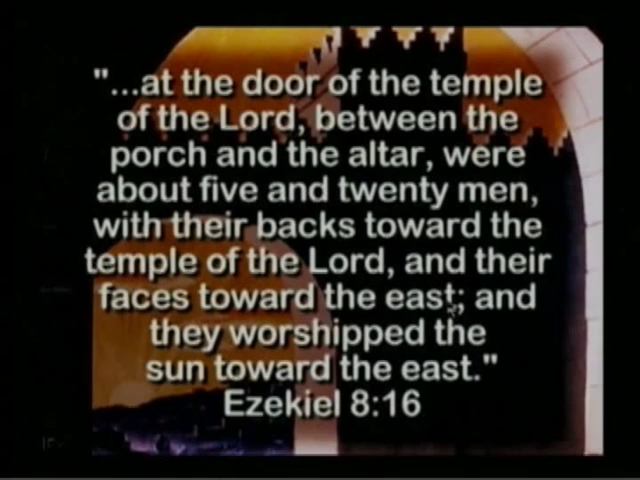 "...at the door of the temple
of the Lord, between the
porch and the altar, were
about five and twenty men,
with their backs toward the
temple of the Lord, and their
faces toward the east; and
they worshipped the
sun toward the east."
Ezekiel 8:16